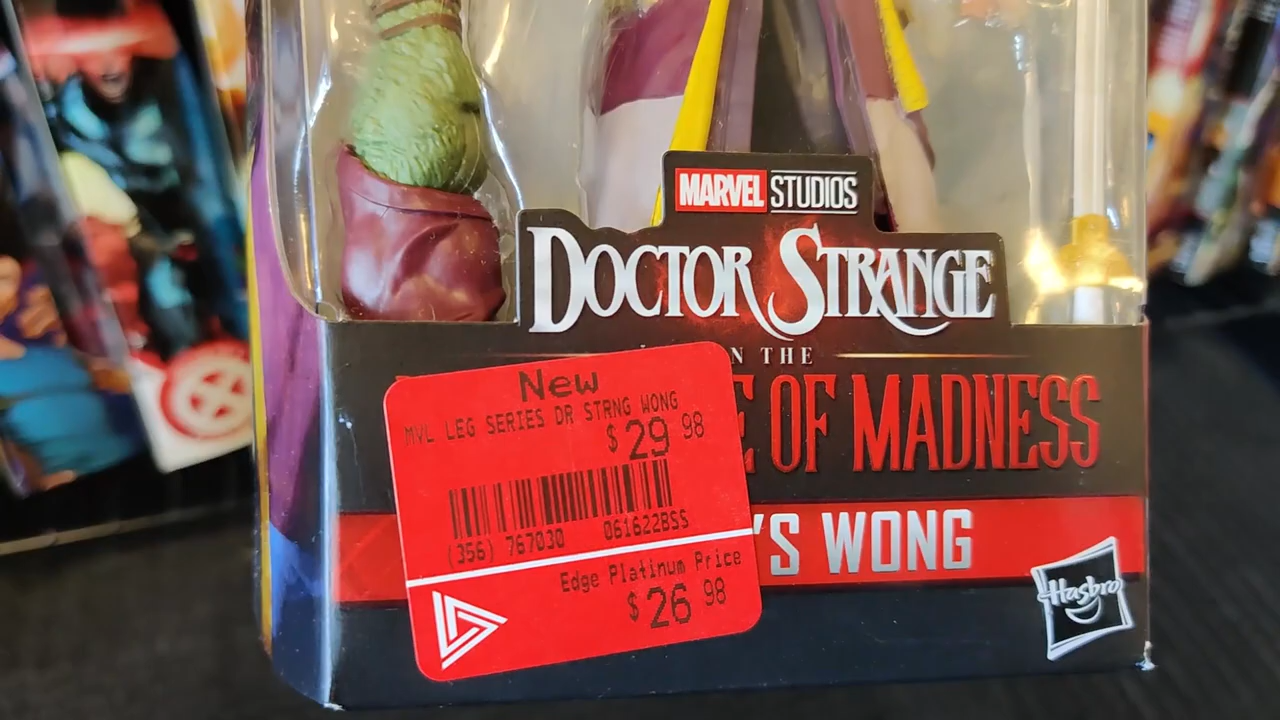 MARVEL STUDIOS
DOCTOR STRANGE
N THE
E OF MADNESS
'S WONG
Hasbro
New
MVL LEG SERIES DR STRNG WONG
$29 98
(356) 767030 061622BSS
Edge Platinum Price
$26 98